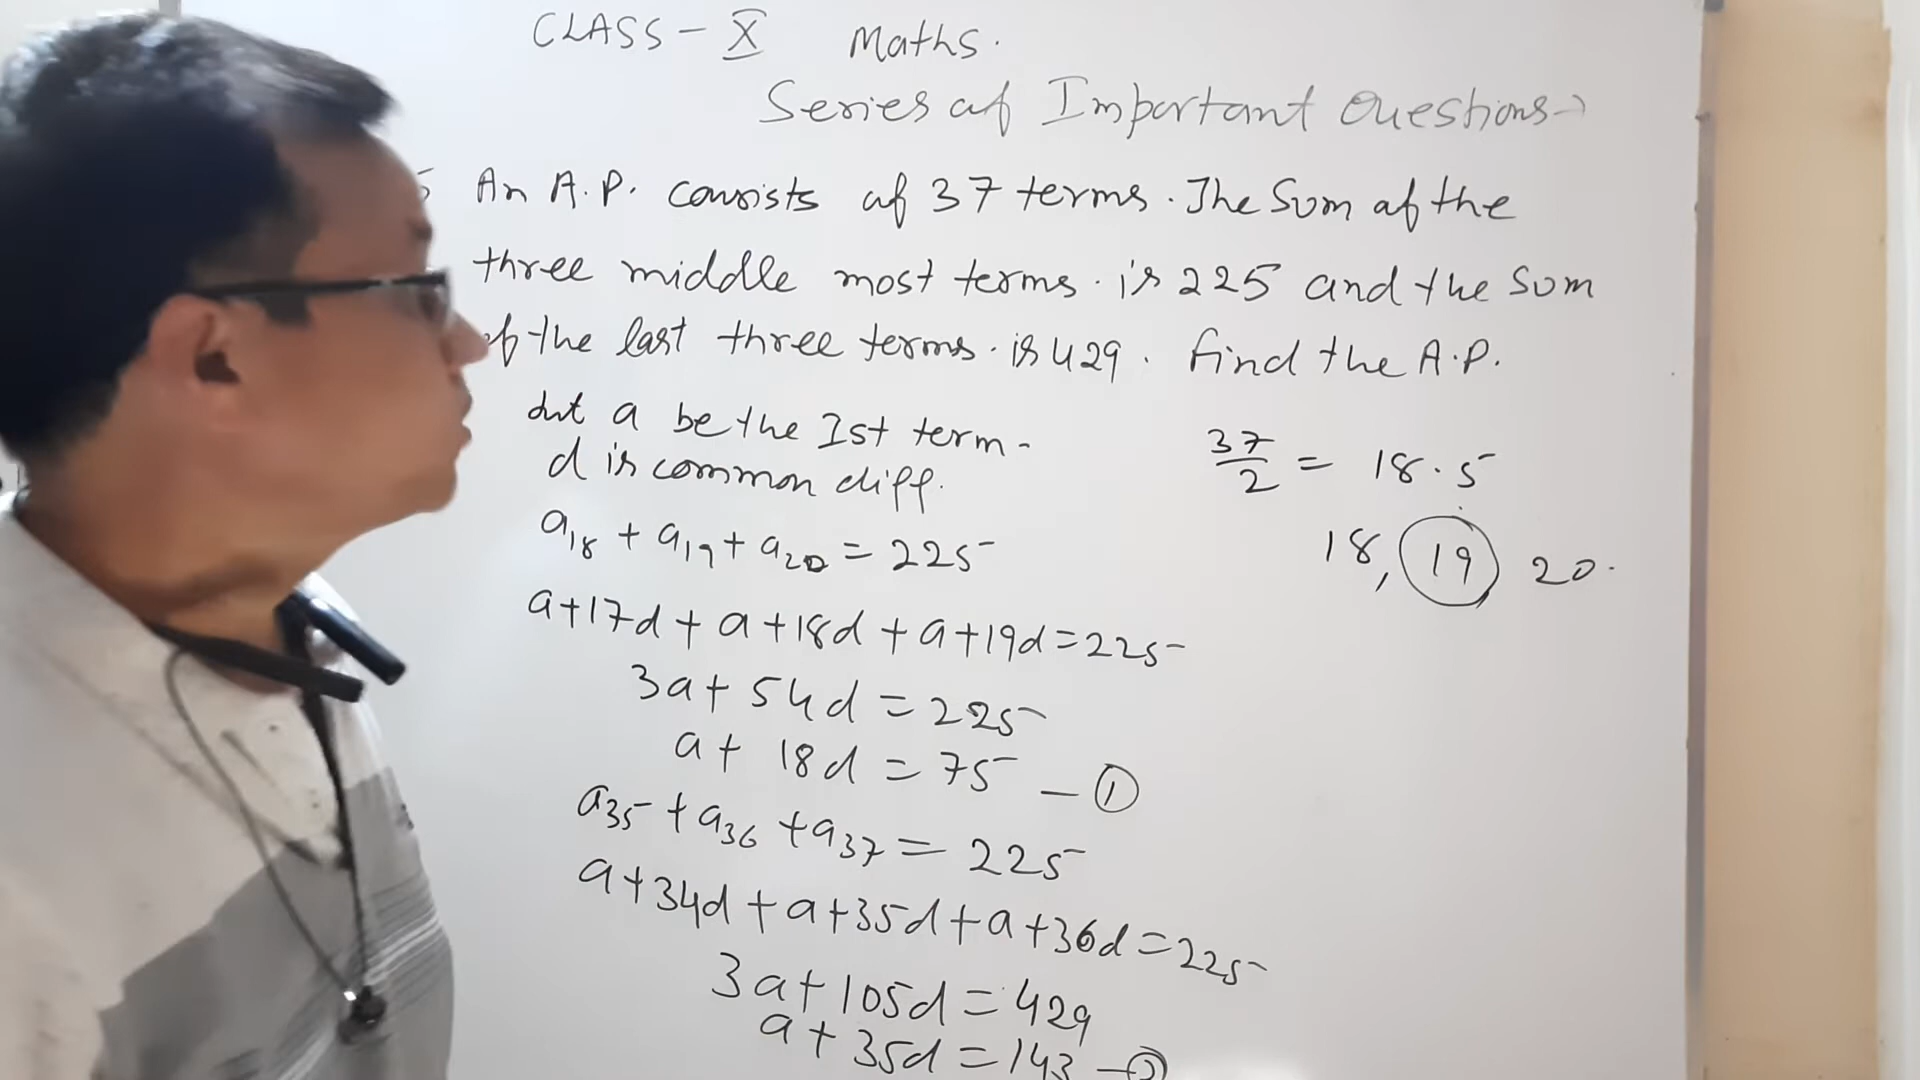 CLASS - X Maths.
Series of Important Questions →
An A.P. consists of 37 terms. The Sum of the
three middle most terms. is 225 and the sum
of the last three terms. is 429. find the A.P.
Let a be the Ist term -
d is common diff.
37/2 = 18.5
18, 19 20.
a18 + a19 + a20 = 225
a+17d + a+18d + a+19d = 225
3a + 54d = 225
a + 18d = 75 — ①
a35 + a36 + a37 = 225
a+34d + a+35d + a+36d = 225
3a + 105d = 429
a + 35d = 143 — ②